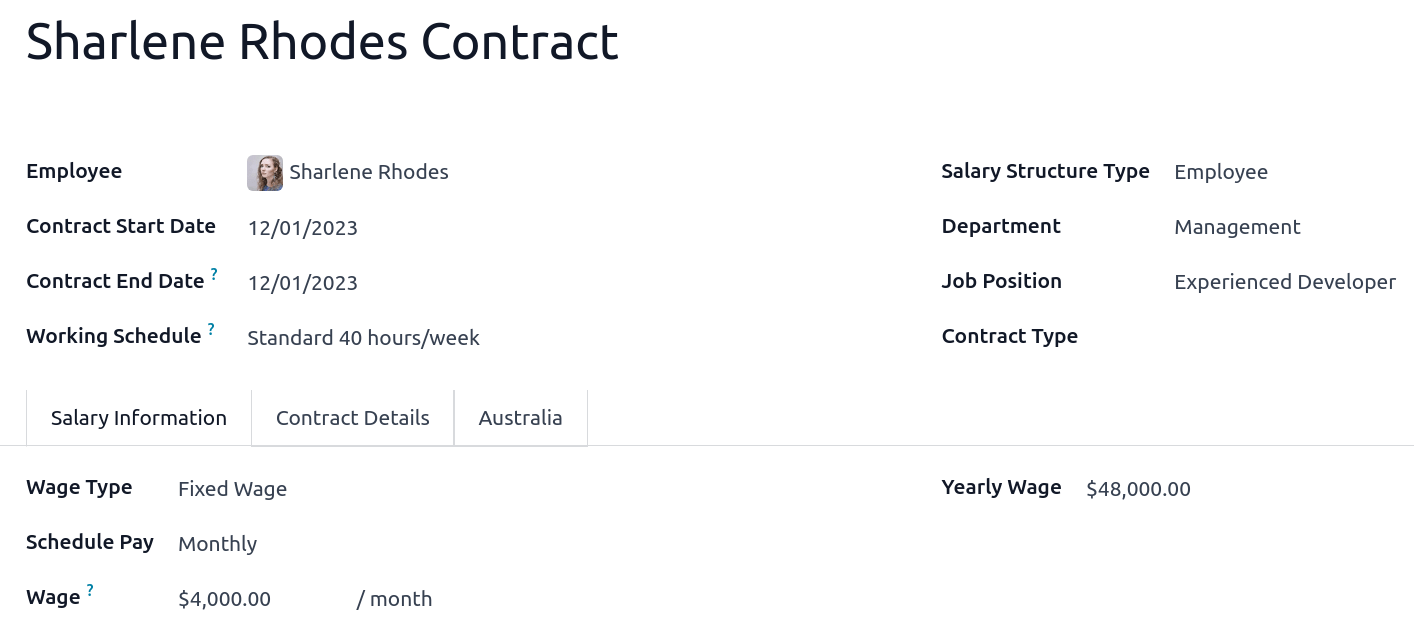 Sharlene Rhodes Contract
Employee Sharlene Rhodes Salary Structure Type Employee
Contract Start Date 12/01/2023 Department Management
Contract End Date ? 12/01/2023 Job Position Experienced Developer
Working Schedule ? Standard 40 hours/week Contract Type
Salary Information Contract Details Australia
Wage Type Fixed Wage Yearly Wage $48,000.00
Schedule Pay Monthly
Wage ? $4,000.00 / month